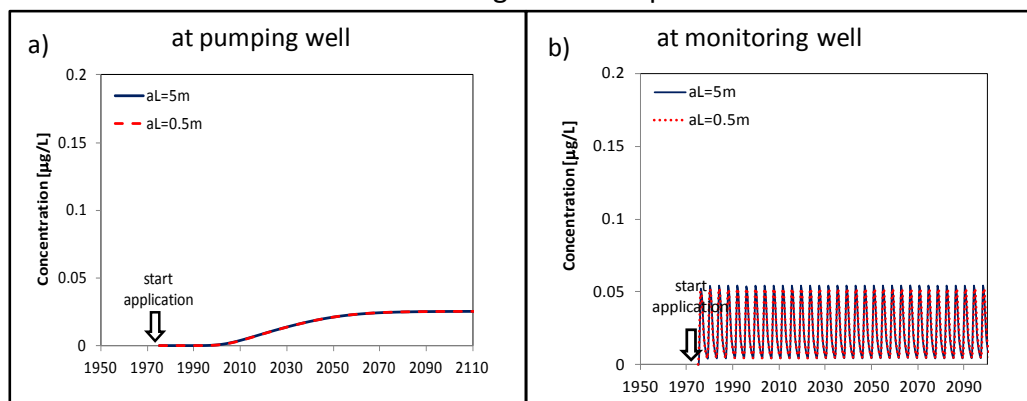 a)
at pumping well
0.2
0.15
0.1
0.05
0
Concentration [µg/L]
aL=5m
aL=0.5m
start
application
1950 1970 1990 2010 2030 2050 2070 2090 2110
b)
at monitoring well
0.2
0.15
0.1
0.05
0
Concentration [µg/L]
aL=5m
aL=0.5m
start
application
1950 1970 1990 2010 2030 2050 2070 2090